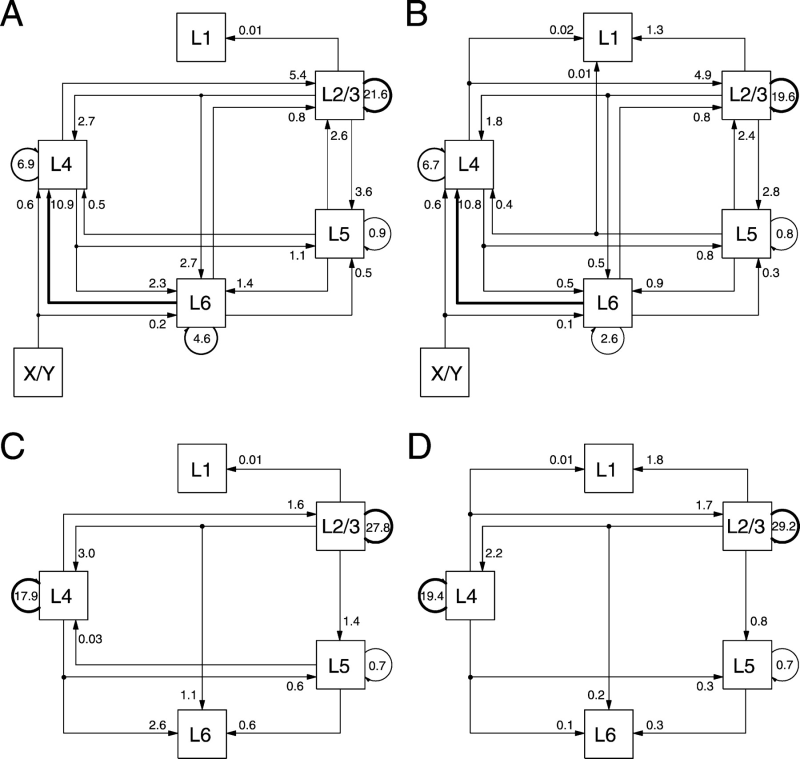 A
L1
0.01
5.4
L2/3
21.6
2.7
0.8
2.6
6.9
L4
0.6
10.9
0.5
3.6
L5
0.9
1.1
2.7
0.5
2.3
1.4
L6
0.2
4.6
X/Y
B
0.02
L1
1.3
0.01
4.9
L2/3
19.6
1.8
0.8
2.4
6.7
L4
0.6
10.8
0.4
2.8
L5
0.8
0.8
0.5
0.3
0.5
0.9
L6
0.1
2.6
X/Y
C
L1
0.01
1.6
L2/3
27.8
3.0
17.9
L4
0.03
1.4
L5
0.7
0.6
1.1
2.6
0.6
L6
D
0.01
L1
1.8
1.7
L2/3
29.2
2.2
19.4
L4
0.8
L5
0.7
0.3
0.2
0.1
0.3
L6